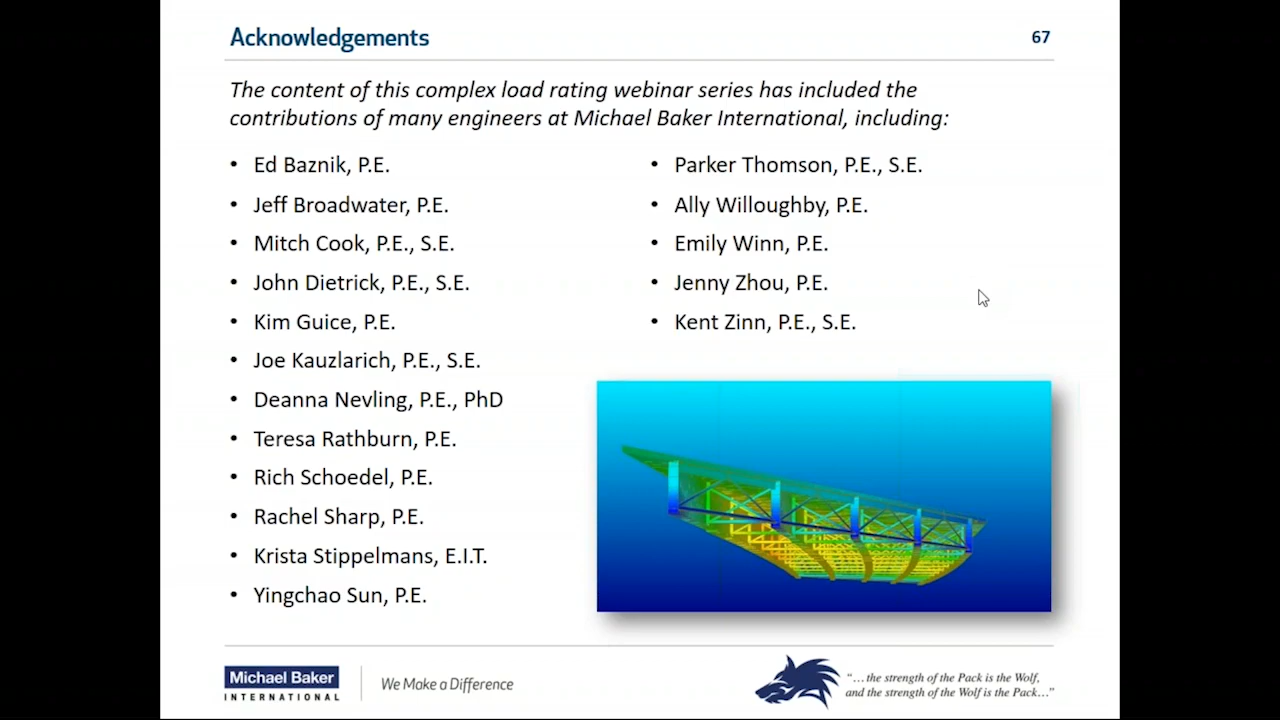 Acknowledgements
67
The content of this complex load rating webinar series has included the
contributions of many engineers at Michael Baker International, including:
• Ed Baznik, P.E.
• Jeff Broadwater, P.E.
• Mitch Cook, P.E., S.E.
• John Dietrick, P.E., S.E.
• Kim Guice, P.E.
• Joe Kauzlarich, P.E., S.E.
• Deanna Nevling, P.E., PhD
• Teresa Rathburn, P.E.
• Rich Schoedel, P.E.
• Rachel Sharp, P.E.
• Krista Stippelmans, E.I.T.
• Yingchao Sun, P.E.
• Parker Thomson, P.E., S.E.
• Ally Willoughby, P.E.
• Emily Winn, P.E.
• Jenny Zhou, P.E.
• Kent Zinn, P.E., S.E.
Michael Baker
INTERNATIONAL
We Make a Difference
“…the strength of the Pack is the Wolf,
and the strength of the Wolf is the Pack…”